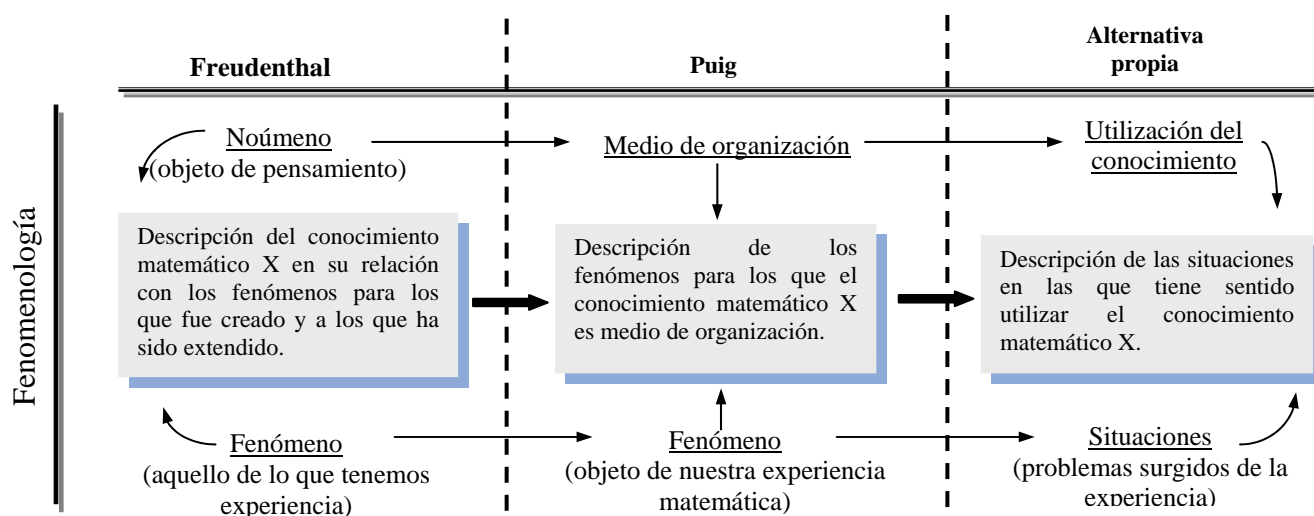 Freudenthal
Puig
Alternativa
propia
Fenomenología
Noúmeno
(objeto de pensamiento)
Medio de organización
Utilización del
conocimiento
Descripción del conocimiento
matemático X en su relación
con los fenómenos para los
que fue creado y a los que ha
sido extendido.
Descripción de los
fenómenos para los que el
conocimiento matemático X
es medio de organización.
Descripción de las situaciones
en las que tiene sentido
utilizar el conocimiento
matemático X.
Fenómeno
(aquello de lo que tenemos
experiencia)
Fenómeno
(objeto de nuestra experiencia
matemática)
Situaciones
(problemas surgidos de la
experiencia)